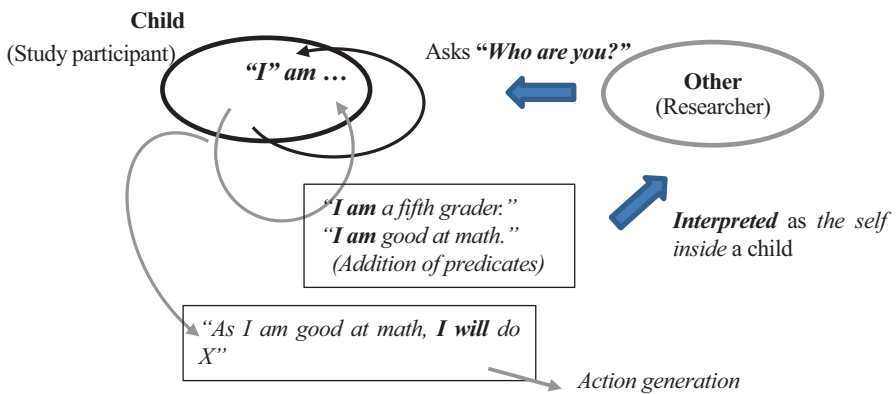 Child
(Study participant)
“I” am …
Asks “Who are you?”
Other
(Researcher)
“I am a fifth grader.”
“I am good at math.”
(Addition of predicates)
Interpreted as the self
inside a child
“As I am good at math, I will do
X”
Action generation